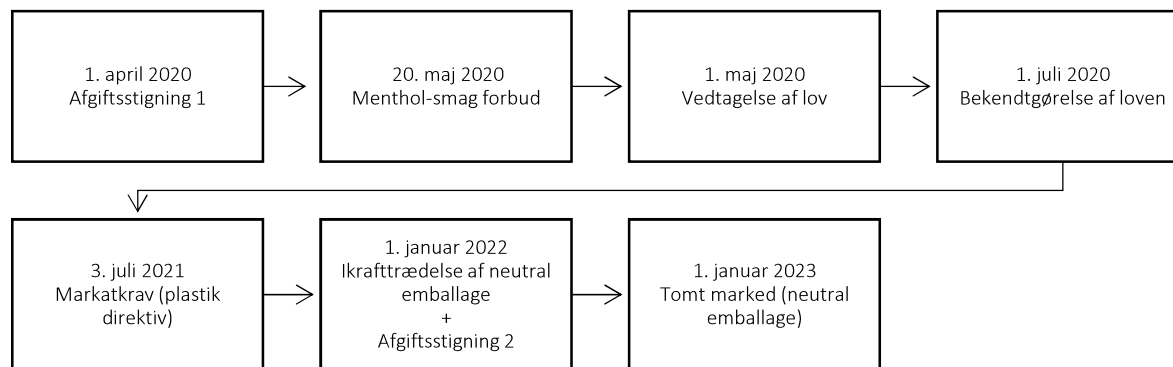 1. april 2020
Afgiftsstigning 1
20. maj 2020
Menthol-smag forbud
1. maj 2020
Vedtagelse af lov
1. juli 2020
Bekendtgørelse af loven
3. juli 2021
Markatkrav (plastik
direktiv)
1. januar 2022
Ikrafttrædelse af neutral
emballage
+
Afgiftsstigning 2
1. januar 2023
Tomt marked (neutral
emballage)